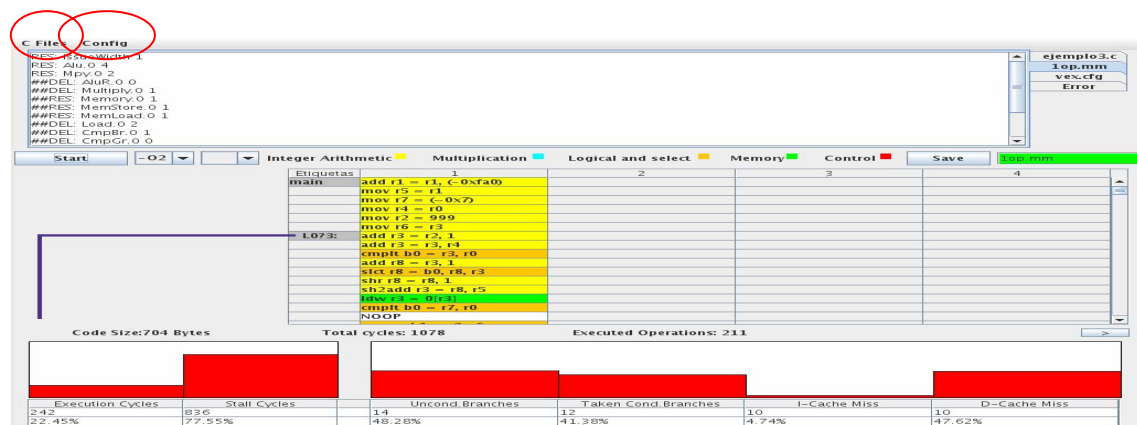 C Files Config
RES: IssueWidth 1
RES: Alu.0 4
RES: Mpy.0 2
##DEL: AluR.0 0
##DEL: Multiply.0 1
##RES: Memory.0 1
##RES: MemStore.0 1
##RES: MemLoad.0 1
##DEL: Load.0 2
##DEL: CmpBr.0 1
##DEL: CmpGr.0 0
ejemplo3.c
1op.mm
vex.cfg
Error
Start -O2 Integer Arithmetic Multiplication Logical and select Memory Control Save 1op.mm
Etiquetas 1 2 3 4
main add r1 = r1, (-0xfa0)
mov r5 = r1
mov r7 = (-0x7)
mov r4 = r0
mov r2 = 999
mov r6 = r3
L073: add r3 = r2, 1
add r3 = r3, r4
cmplt b0 = r3, r0
add r8 = r3, 1
slct r8 = b0, r8, r3
shr r8 = r8, 1
sh2add r3 = r8, r5
ldw r3 = 0[r3]
cmplt b0 = r7, r0
NOOP
Code Size:704 Bytes Total cycles: 1078 Executed Operations: 211 >
Execution Cycles Stall Cycles Uncond.Branches Taken Cond.Branches I-Cache Miss D-Cache Miss
242 836 14 12 10 10
22.45% 77.55% 48.28% 41.38% 4.74% 47.62%